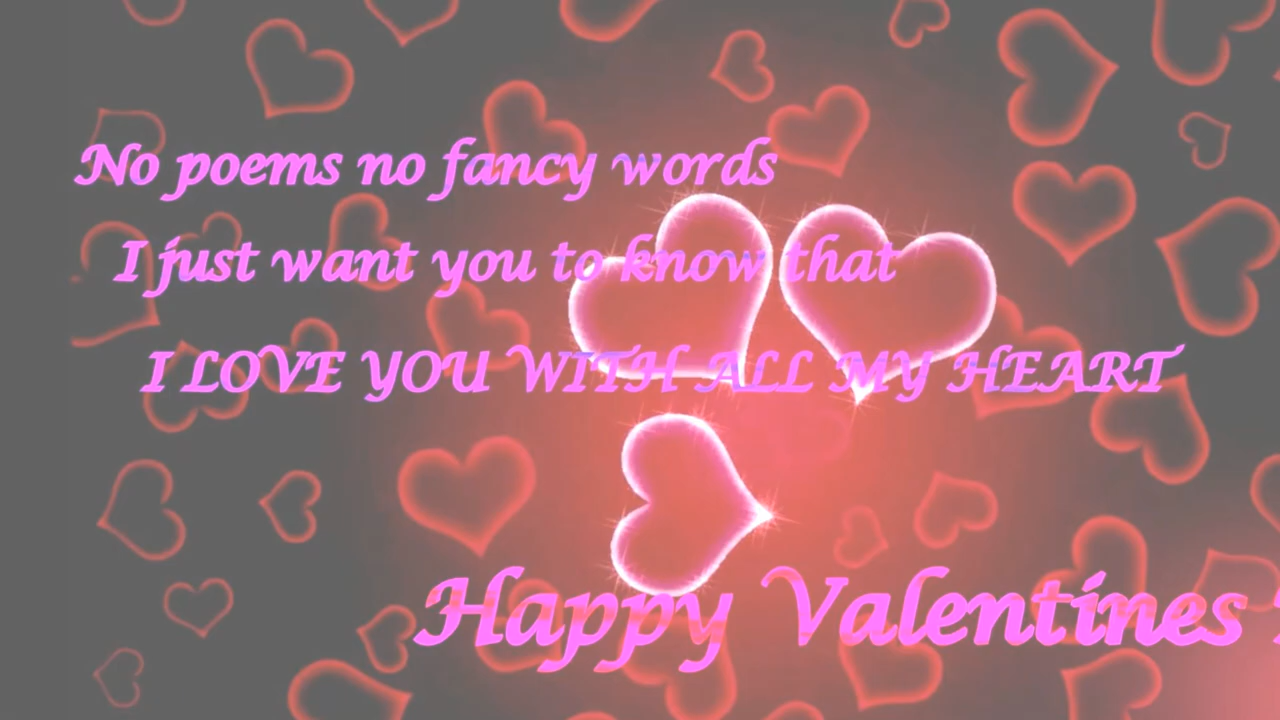 No poems no fancy words
I just want you to know that
I LOVE YOU WITH ALL MY HEART
Happy Valentines